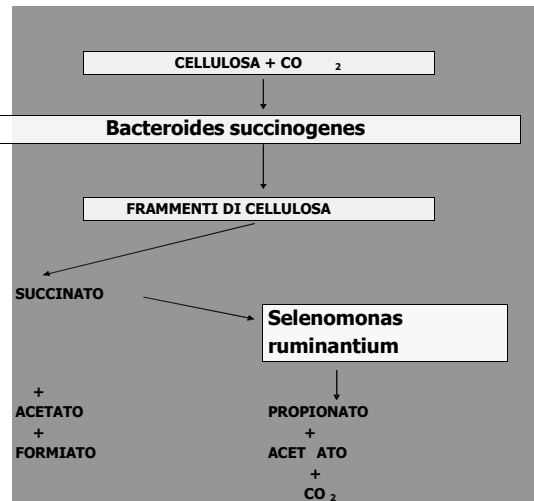 CELLULOSA + CO 2
Bacteroides succinogenes
FRAMMENTI DI CELLULOSA
SUCCINATO
Selenomonas
ruminantium
+
ACETATO
+
FORMIATO
PROPIONATO
+
ACET ATO
+
CO 2